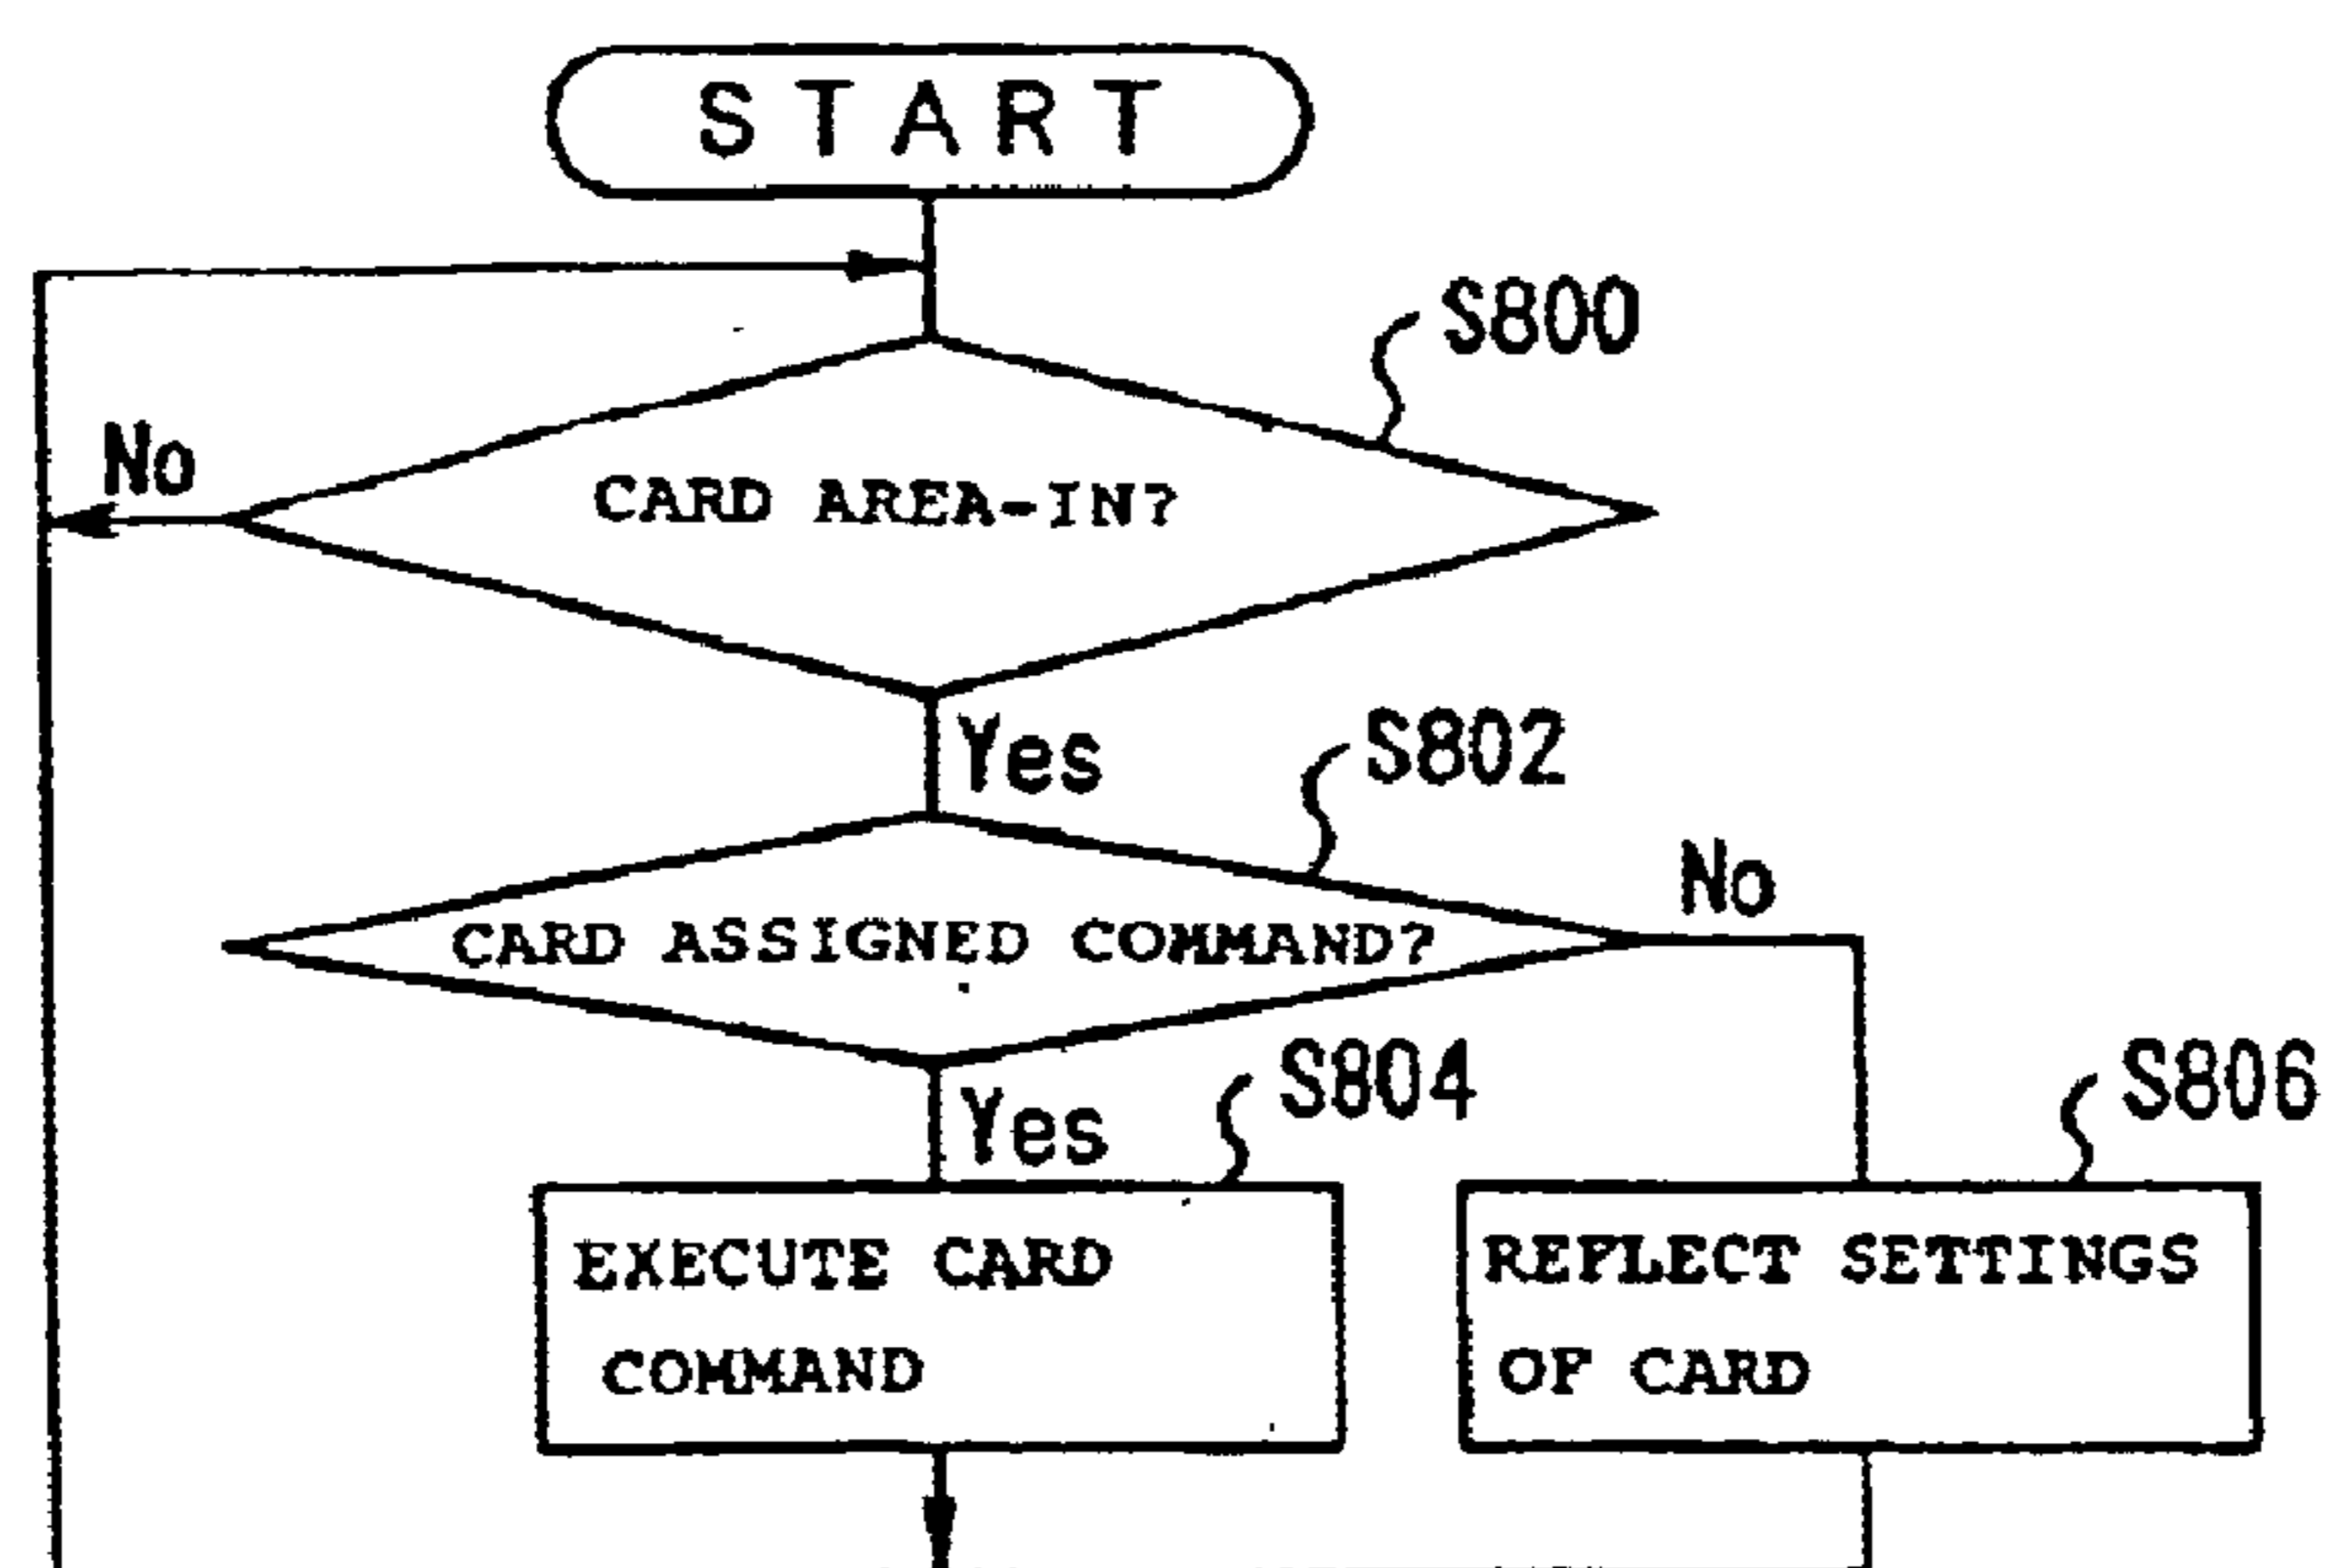 START
S800
No
CARD AREA-IN?
Yes
S802
No
CARD ASSIGNED COMMAND?
Yes
S804
S806
EXECUTE CARD
COMMAND
REFLECT SETTINGS
OF CARD